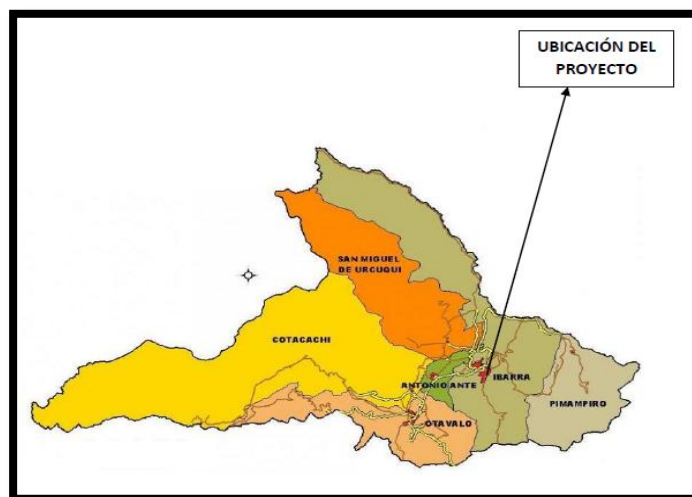 UBICACIÓN DEL
PROYECTO
SAN MIGUEL
DE URCUQUI
COTACACHI
ANTONIO ANTE
IBARRA
PIMAMPIRO
OTAVALO